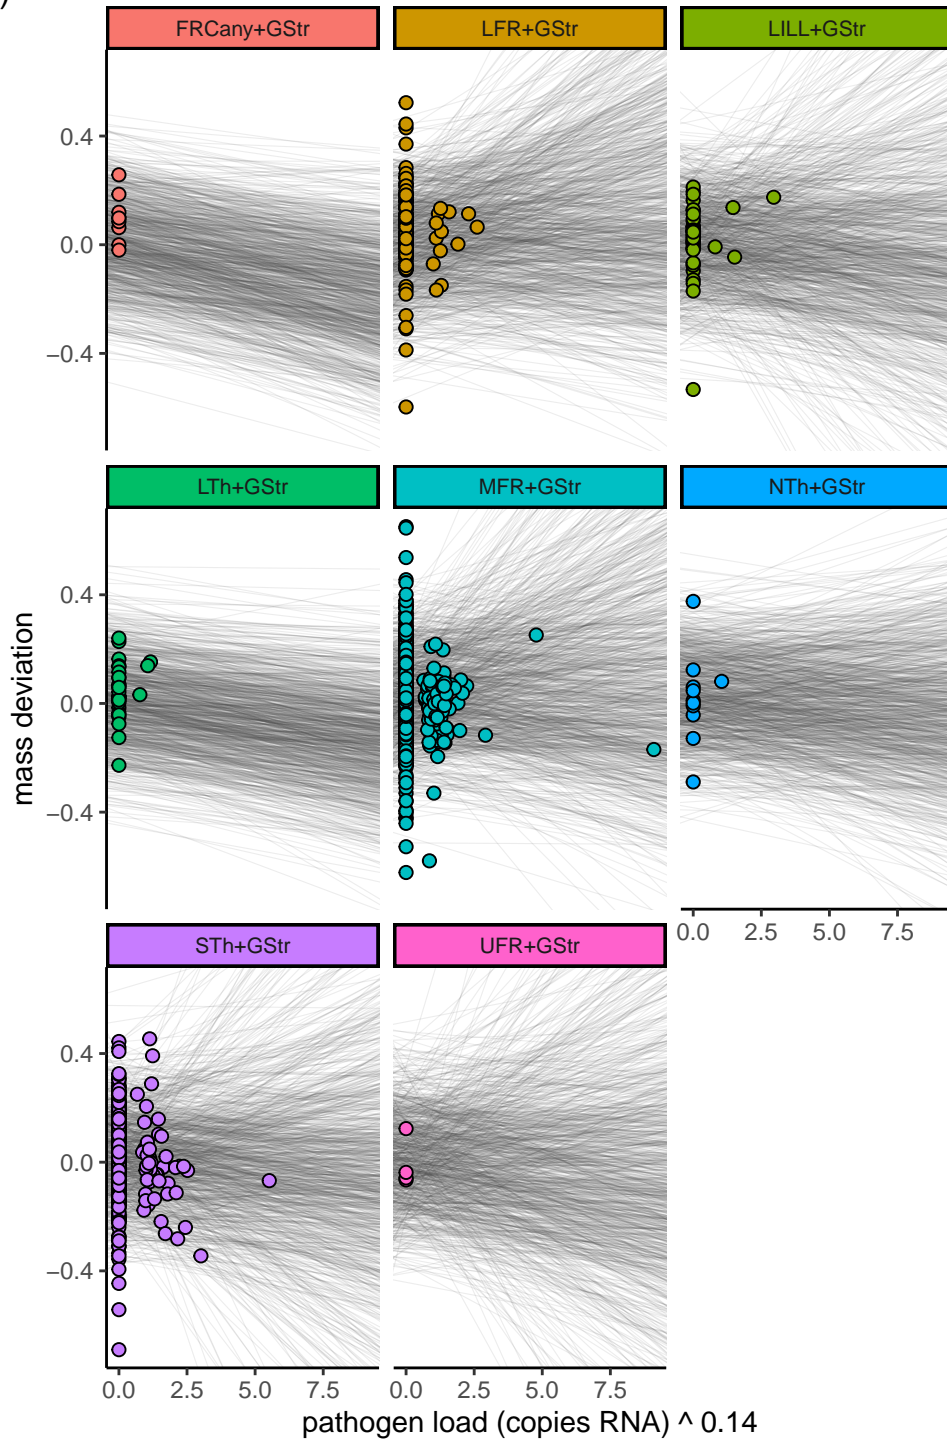 )
FRCany+GStr LFR+GStr LILL+GStr
0.4
0.0
−0.4
LTh+GStr MFR+GStr NTh+GStr
0.4
0.0
−0.4
mass deviation
0.0 2.5 5.0 7.5
STh+GStr UFR+GStr
0.4
0.0
−0.4
0.0 2.5 5.0 7.5 0.0 2.5 5.0 7.5
pathogen load (copies RNA) ^ 0.14